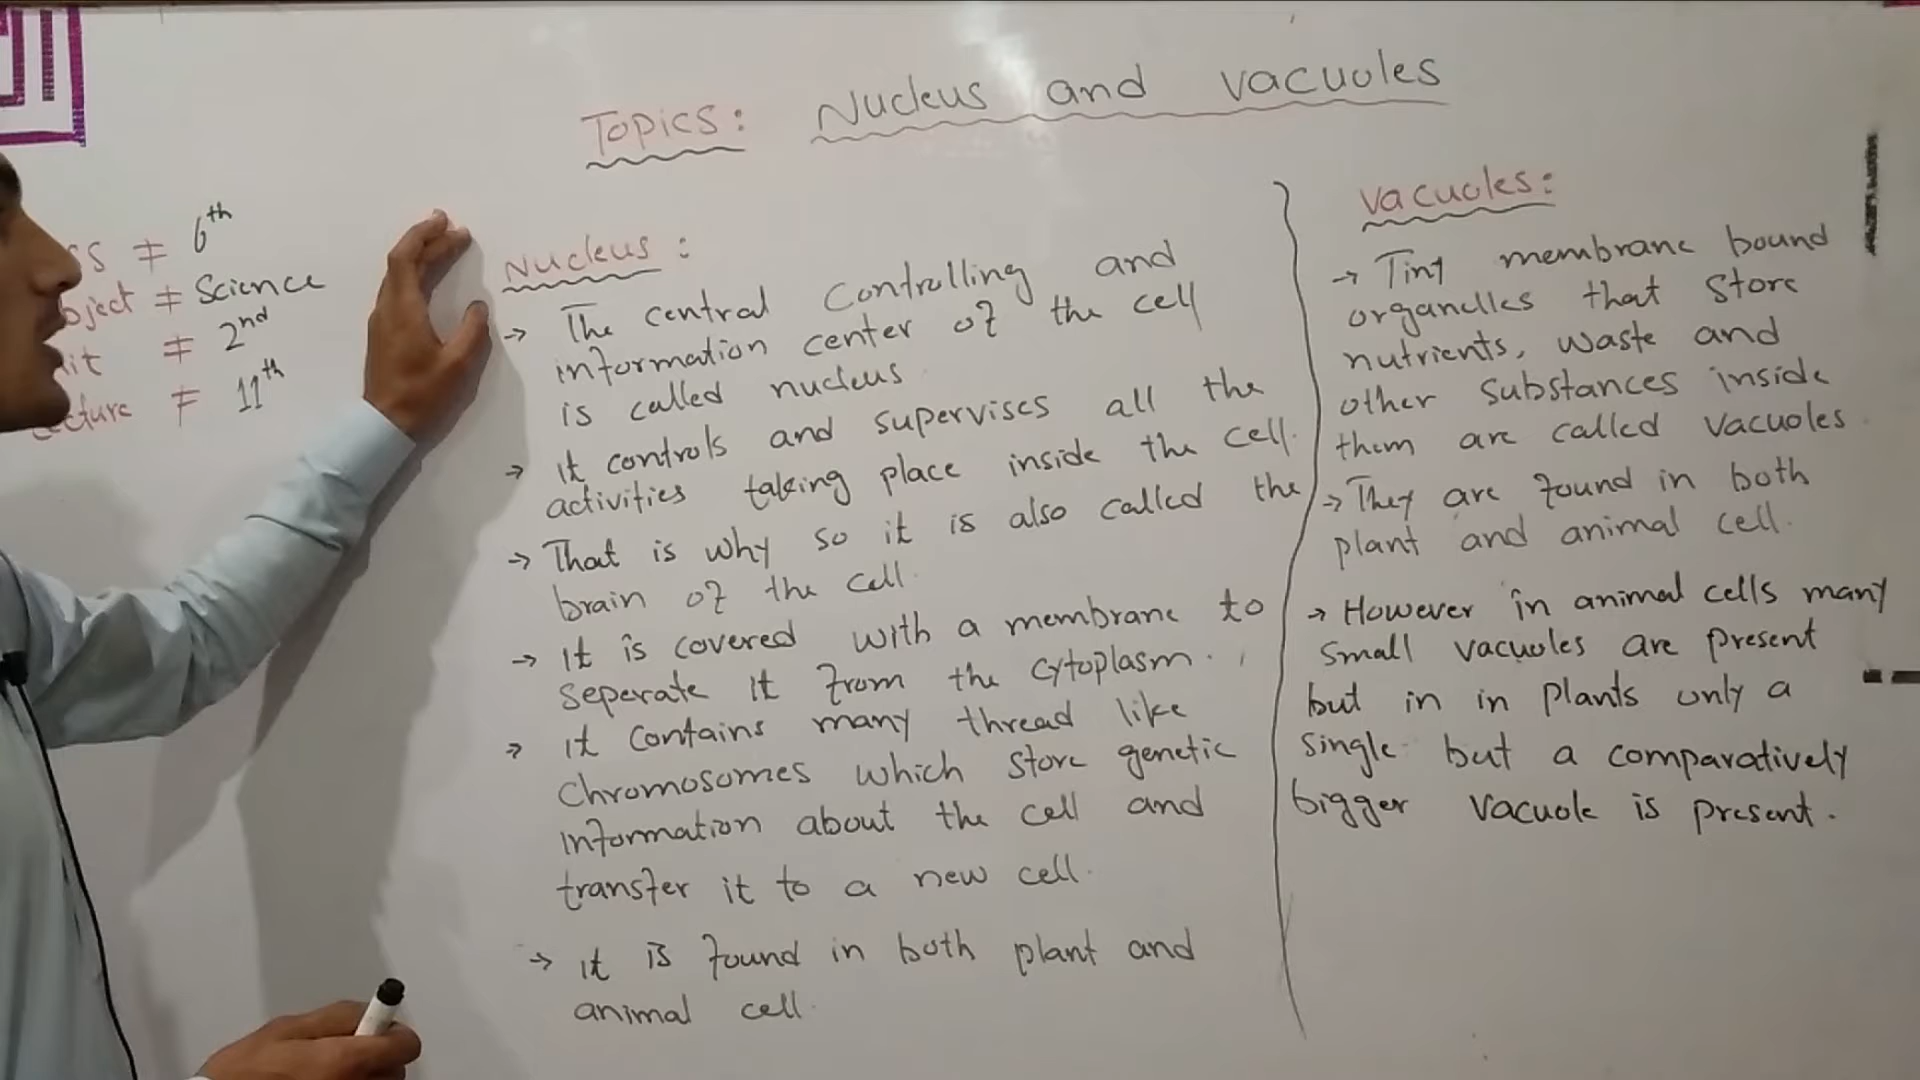 Topics: Nucleus and vacuoles
ss = 6th
bject = Science
it = 2nd
cture = 11th
Nucleus:
→ The central controlling and
information center of the cell
is called nucleus
→ it controls and supervises all the
activities taking place inside the cell.
→ That is why so it is also called the
brain of the cell.
→ it is covered with a membrane to
seperate it from the cytoplasm.
→ it contains many thread like
chromosomes which store genetic
information about the cell and
transfer it to a new cell.
→ it is found in both plant and
animal cell.
vacuoles:
→ Tiny membrane bound
organelles that store
nutrients, waste and
other substances inside
them are called vacuoles.
→ They are found in both
plant and animal cell.
→ However in animal cells many
small vacuoles are present
but in in plants only a
single but a comparatively
bigger vacuole is present.